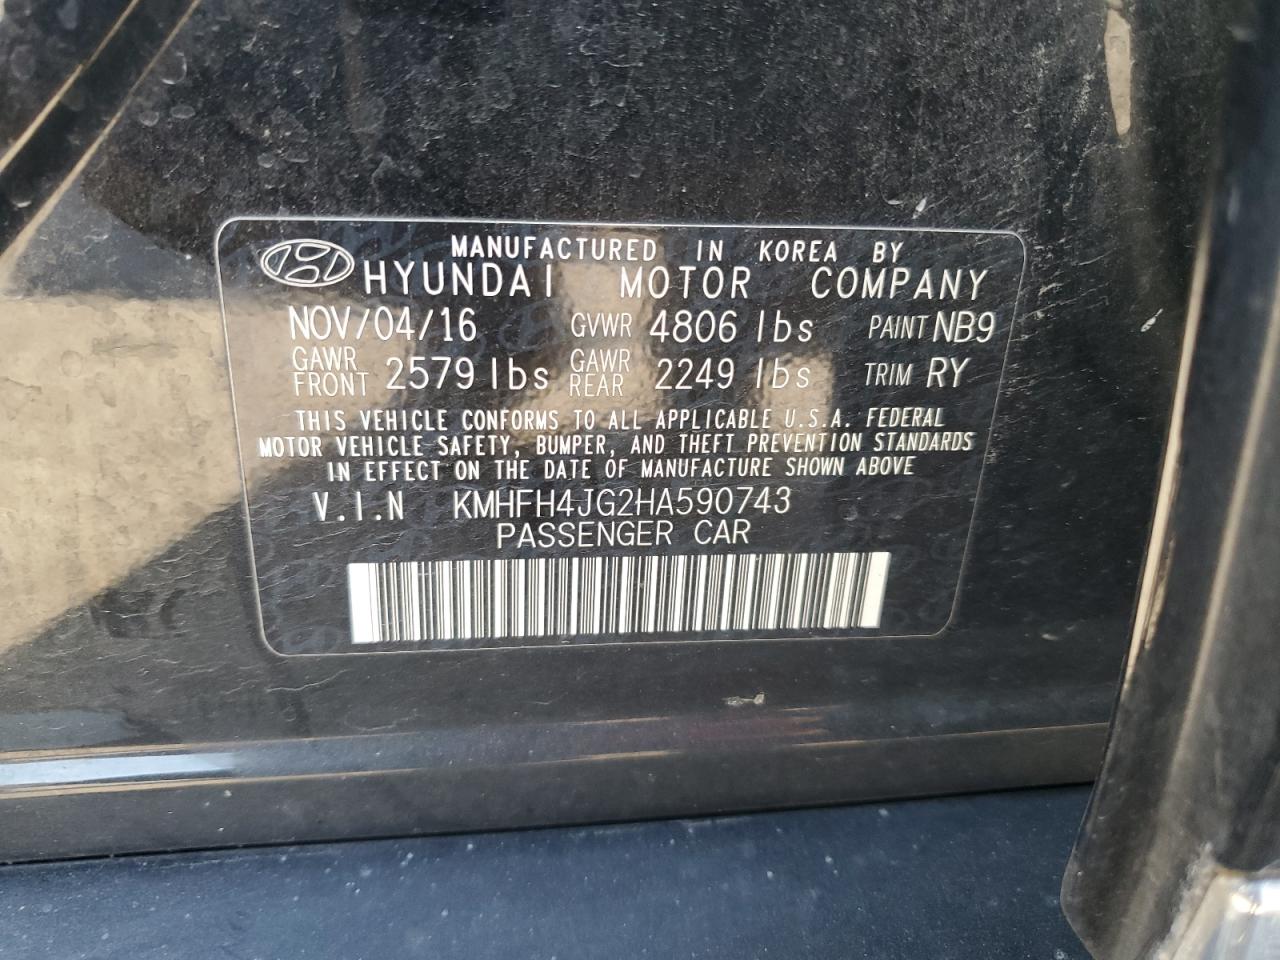 MANUFACTURED IN KOREA BY
HYUNDAI MOTOR COMPANY
NOV/04/16 GVWR 4806 lbs PAINT NB9
GAWR FRONT 2579 lbs GAWR REAR 2249 lbs TRIM RY
THIS VEHICLE CONFORMS TO ALL APPLICABLE U.S.A. FEDERAL
MOTOR VEHICLE SAFETY, BUMPER, AND THEFT PREVENTION STANDARDS
IN EFFECT ON THE DATE OF MANUFACTURE SHOWN ABOVE
V.I.N KMHFH4JG2HA590743
PASSENGER CAR